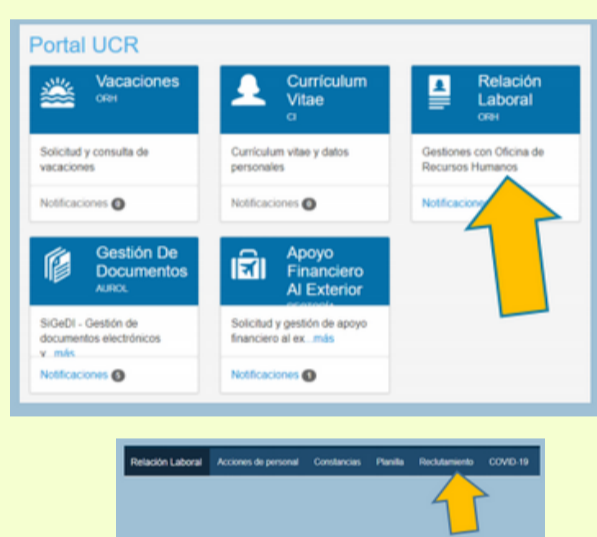 Portal UCR
Vacaciones
ORH
Solicitud y consulta de
vacaciones
Notificaciones 0
Currículum
Vitae
CI
Currículum vitae y datos
personales
Notificaciones 0
Relación
Laboral
ORH
Gestiones con Oficina de
Recursos Humanos
Gestión De
Documentos
AUROL
SiGeDI - Gestión de
documentos electrónicos
y ...más
Notificaciones 5
Apoyo
Financiero
Al Exterior
Solicitud y gestión de apoyo
financiero al ex...más
Notificaciones 1
Relación Laboral Acciones de personal Constancias Planilla Reclutamiento COVID-19